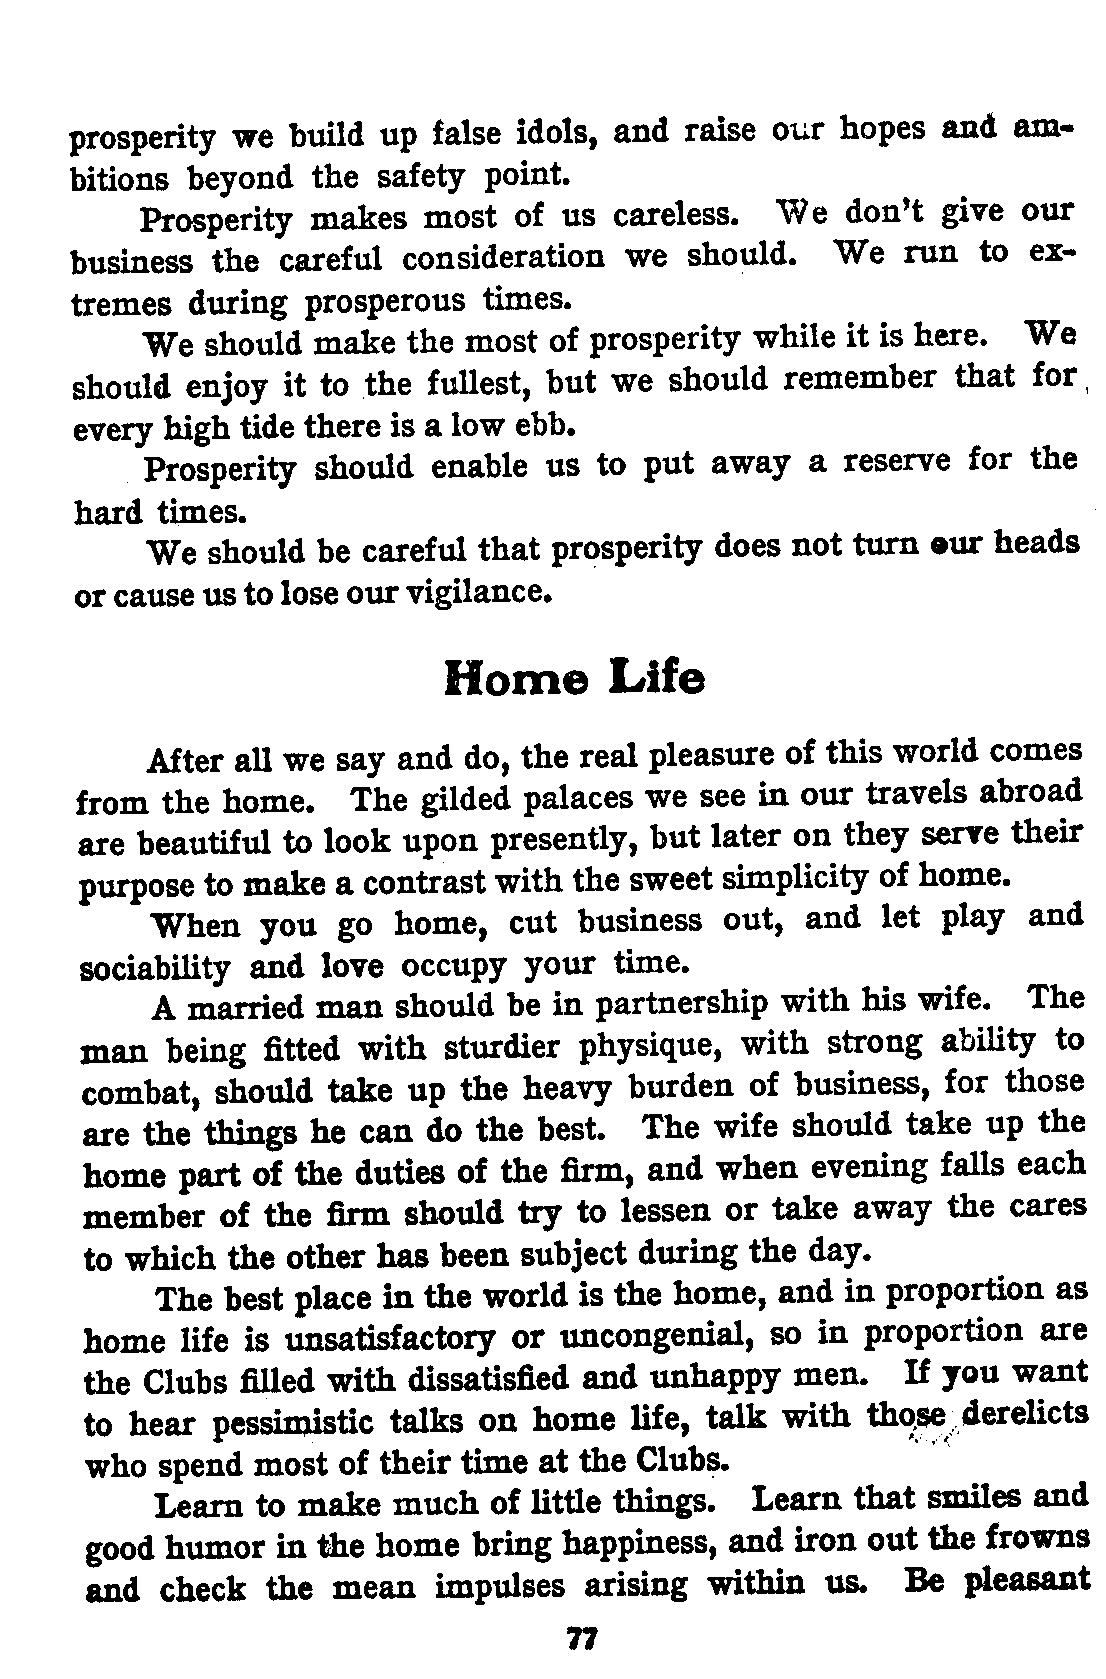 prosperity we build up false idols, and raise our hopes and am-
bitions beyond the safety point.
Prosperity makes most of us careless. We don't give our
business the careful consideration we should. We run to ex-
tremes during prosperous times.
We should make the most of prosperity while it is here. We
should enjoy it to the fullest, but we should remember that for
every high tide there is a low ebb.
Prosperity should enable us to put away a reserve for the
hard times.
We should be careful that prosperity does not turn our heads
or cause us to lose our vigilance.
Home Life
After all we say and do, the real pleasure of this world comes
from the home. The gilded palaces we see in our travels abroad
are beautiful to look upon presently, but later on they serve their
purpose to make a contrast with the sweet simplicity of home.
When you go home, cut business out, and let play and
sociability and love occupy your time.
A married man should be in partnership with his wife. The
man being fitted with sturdier physique, with strong ability to
combat, should take up the heavy burden of business, for those
are the things he can do the best. The wife should take up the
home part of the duties of the firm, and when evening falls each
member of the firm should try to lessen or take away the cares
to which the other has been subject during the day.
The best place in the world is the home, and in proportion as
home life is unsatisfactory or uncongenial, so in proportion are
the Clubs filled with dissatisfied and unhappy men. If you want
to hear pessimistic talks on home life, talk with those derelicts
who spend most of their time at the Clubs.
Learn to make much of little things. Learn that smiles and
good humor in the home bring happiness, and iron out the frowns
and check the mean impulses arising within us. Be pleasant
77